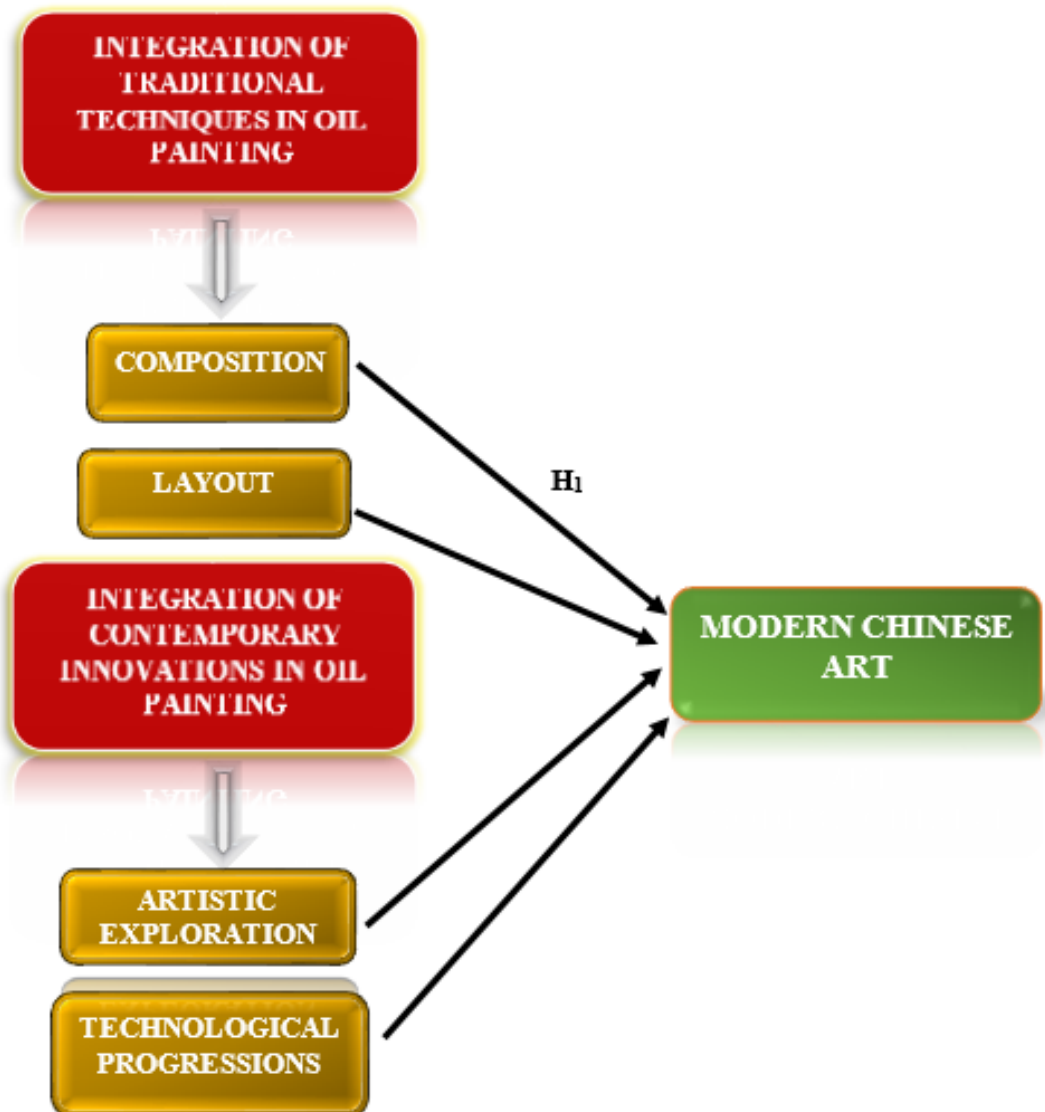 INTEGRATION OF
TRADITIONAL
TECHNIQUES IN OIL
PAINTING
COMPOSITION
LAYOUT
H1
INTEGRATION OF
CONTEMPORARY
INNOVATIONS IN OIL
PAINTING
MODERN CHINESE
ART
ARTISTIC
EXPLORATION
TECHNOLOGICAL
PROGRESSIONS